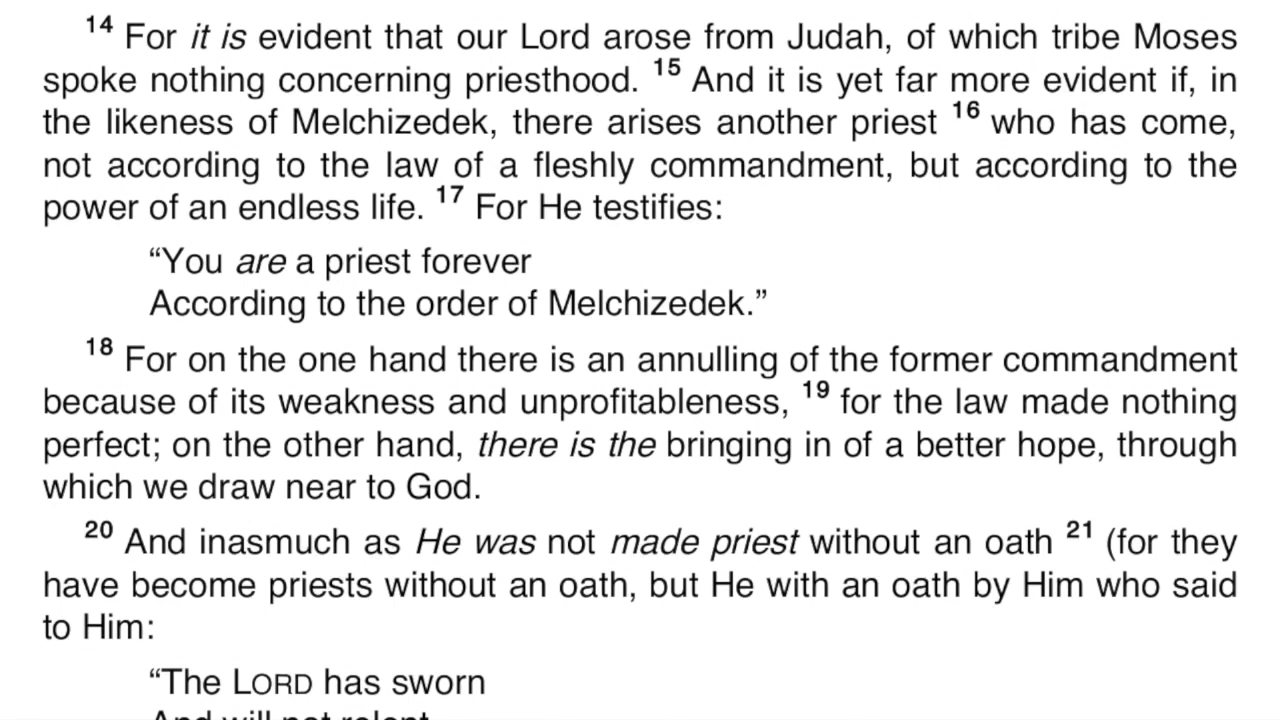 14 For it is evident that our Lord arose from Judah, of which tribe Moses
spoke nothing concerning priesthood. 15 And it is yet far more evident if, in
the likeness of Melchizedek, there arises another priest 16 who has come,
not according to the law of a fleshly commandment, but according to the
power of an endless life. 17 For He testifies:
“You are a priest forever
According to the order of Melchizedek.”
18 For on the one hand there is an annulling of the former commandment
because of its weakness and unprofitableness, 19 for the law made nothing
perfect; on the other hand, there is the bringing in of a better hope, through
which we draw near to God.
20 And inasmuch as He was not made priest without an oath 21 (for they
have become priests without an oath, but He with an oath by Him who said
to Him:
“The LORD has sworn
And will not relent